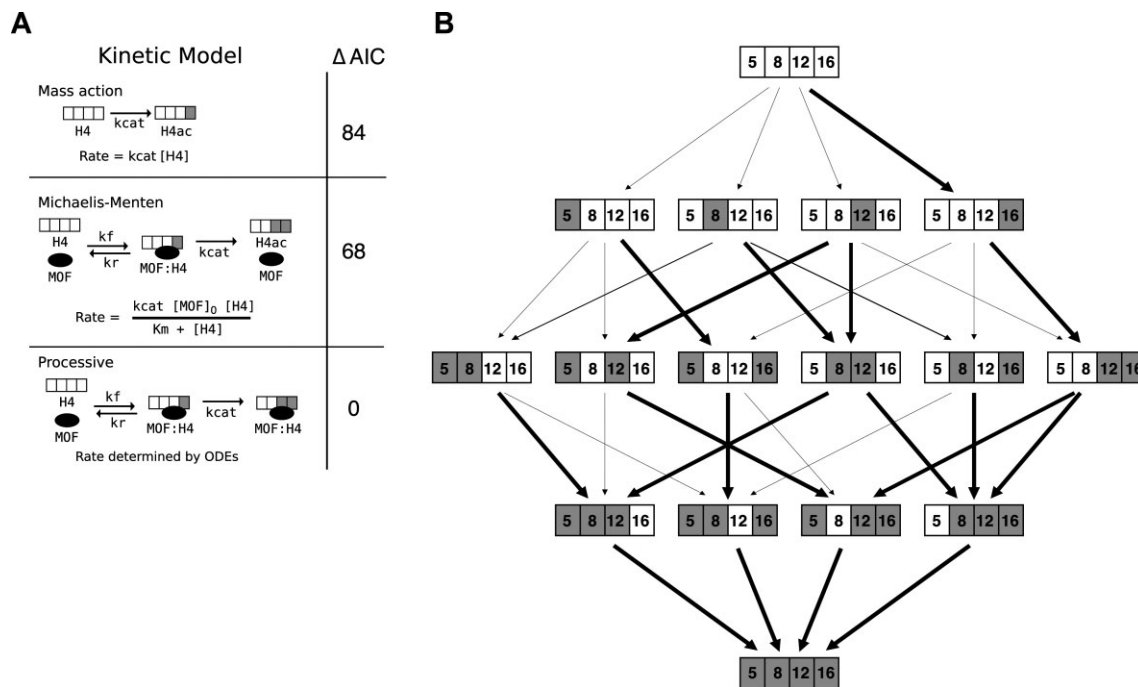 A
Kinetic Model
Δ AIC
Mass action
kcat
H4
H4ac
Rate = kcat [H4]
84
Michaelis-Menten
H4
kf
kr
MOF
MOF:H4
kcat
H4ac
MOF
Rate = kcat [MOF]0 [H4]
Km + [H4]
68
Processive
H4
kf
kr
MOF
MOF:H4
kcat
MOF:H4
Rate determined by ODEs
0
B
5 8 12 16
5 8 12 16 5 8 12 16 5 8 12 16 5 8 12 16
5 8 12 16 5 8 12 16 5 8 12 16 5 8 12 16 5 8 12 16 5 8 12 16
5 8 12 16 5 8 12 16 5 8 12 16 5 8 12 16
5 8 12 16